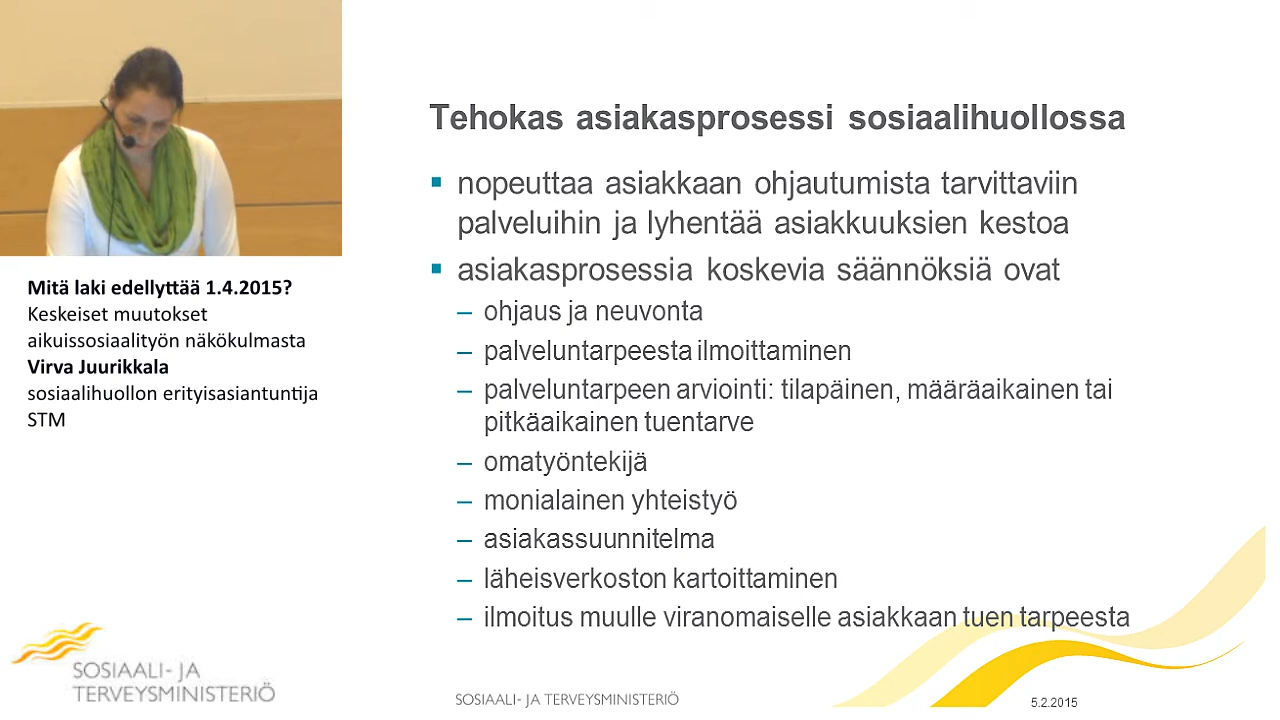 Tehokas asiakasprosessi sosiaalihuollossa
nopeuttaa asiakkaan ohjautumista tarvittaviin
palveluihin ja lyhentää asiakkuuksien kestoa
asiakasprosessia koskevia säännöksiä ovat
– ohjaus ja neuvonta
– palveluntarpeesta ilmoittaminen
– palveluntarpeen arviointi: tilapäinen, määräaikainen tai
pitkäaikainen tuentarve
– omatyöntekijä
– monialainen yhteistyö
– asiakassuunnitelma
– läheisverkoston kartoittaminen
– ilmoitus muulle viranomaiselle asiakkaan tuen tarpeesta
Mitä laki edellyttää 1.4.2015?
Keskeiset muutokset
aikuissosiaalityön näkökulmasta
Virva Juurikkala
sosiaalihuollon erityisasiantuntija
STM
SOSIAALI- JA
TERVEYSMINISTERIÖ
SOSIAALI- JA TERVEYSMINISTERIÖ
5.2.2015